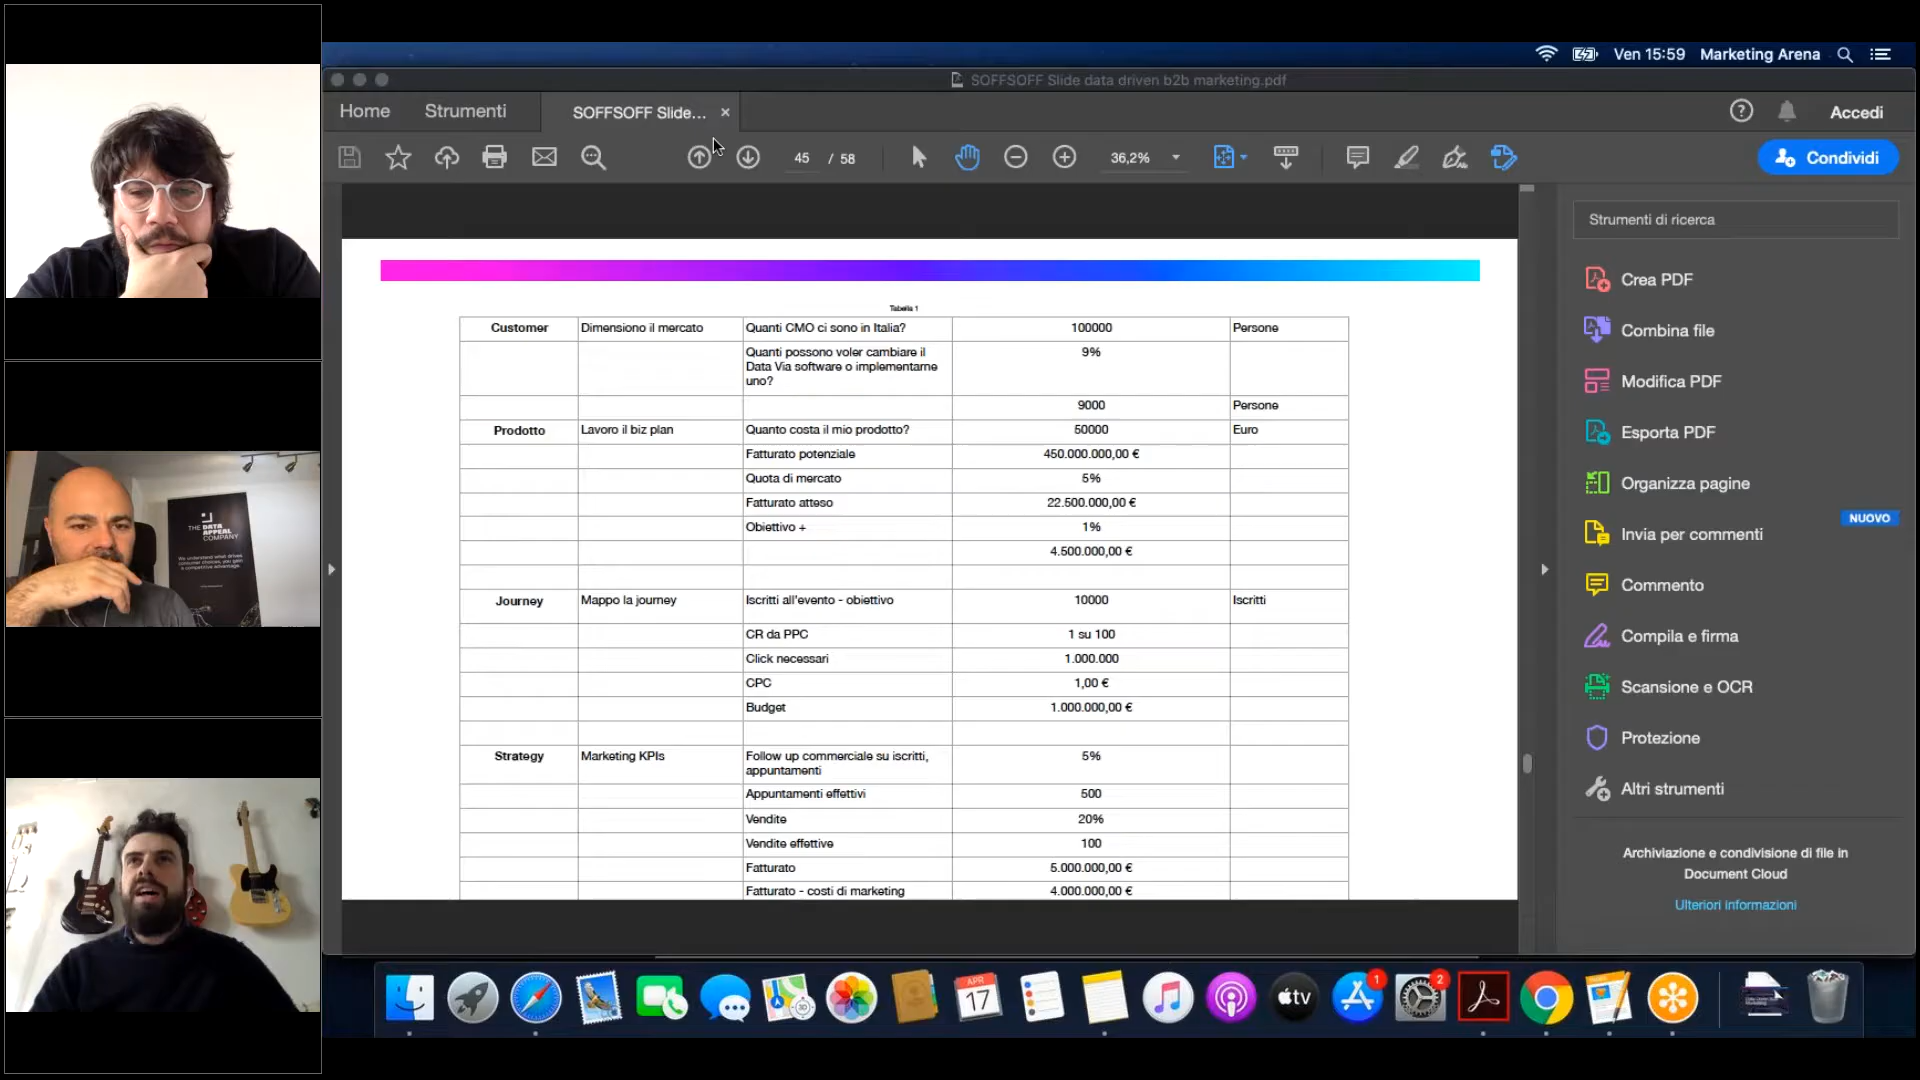 Ven 15:59 Marketing Arena
SOFFSOFF Slide data driven b2b marketing.pdf
Home Strumenti SOFFSOFF Slide... × Accedi
45 / 58 36,2% Condividi
Strumenti di ricerca
Crea PDF
Combina file
Modifica PDF
Esporta PDF
Organizza pagine
NUOVO
Invia per commenti
Commento
Compila e firma
Scansione e OCR
Protezione
Altri strumenti
Archiviazione e condivisione di file in
Document Cloud
Ulteriori informazioni
Tabella 1
Customer Dimensiono il mercato Quanti CMO ci sono in Italia? 100000 Persone
Quanti possono voler cambiare il
Data Via software o implementarne
uno?
9%
9000 Persone
Prodotto Lavoro il biz plan Quanto costa il mio prodotto? 50000 Euro
Fatturato potenziale 450.000.000,00 €
Quota di mercato 5%
Fatturato atteso 22.500.000,00 €
Obiettivo + 1%
4.500.000,00 €
Journey Mappo la journey Iscritti all'evento - obiettivo 10000 Iscritti
CR da PPC 1 su 100
Click necessari 1.000.000
CPC 1,00 €
Budget 1.000.000,00 €
Strategy Marketing KPIs Follow up commerciale su iscritti,
appuntamenti
5%
Appuntamenti effettivi 500
Vendite 20%
Vendite effettive 100
Fatturato 5.000.000,00 €
Fatturato - costi di marketing 4.000.000,00 €
THE DATA
APPEAL
COMPANY
APR
17
tv
1
2